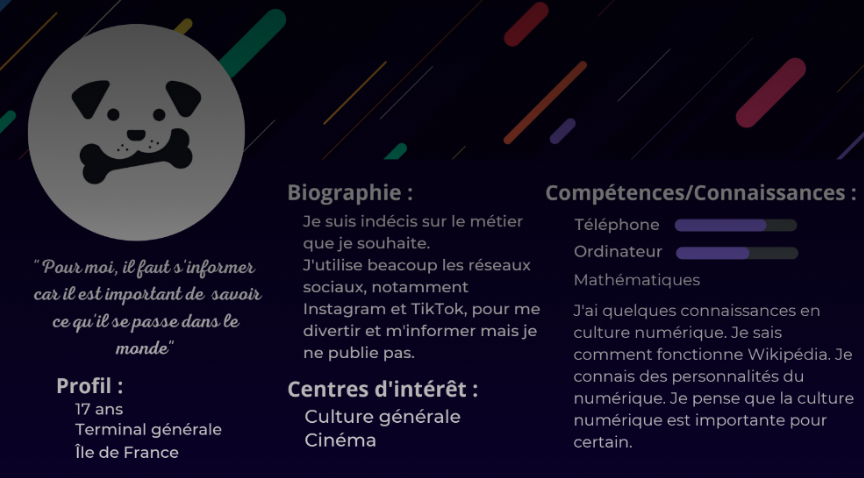 "Pour moi, il faut s'informer
car il est important de savoir
ce qu'il se passe dans le
monde"
Profil :
17 ans
Terminal générale
Île de France
Biographie :
Je suis indécis sur le métier
que je souhaite.
J'utilise beacoup les réseaux
sociaux, notamment
Instagram et TikTok, pour me
divertir et m'informer mais je
ne publie pas.
Centres d'intérêt :
Culture générale
Cinéma
Compétences/Connaissances :
Téléphone
Ordinateur
Mathématiques
J'ai quelques connaissances en
culture numérique. Je sais
comment fonctionne Wikipédia. Je
connais des personnalités du
numérique. Je pense que la culture
numérique est importante pour
certain.